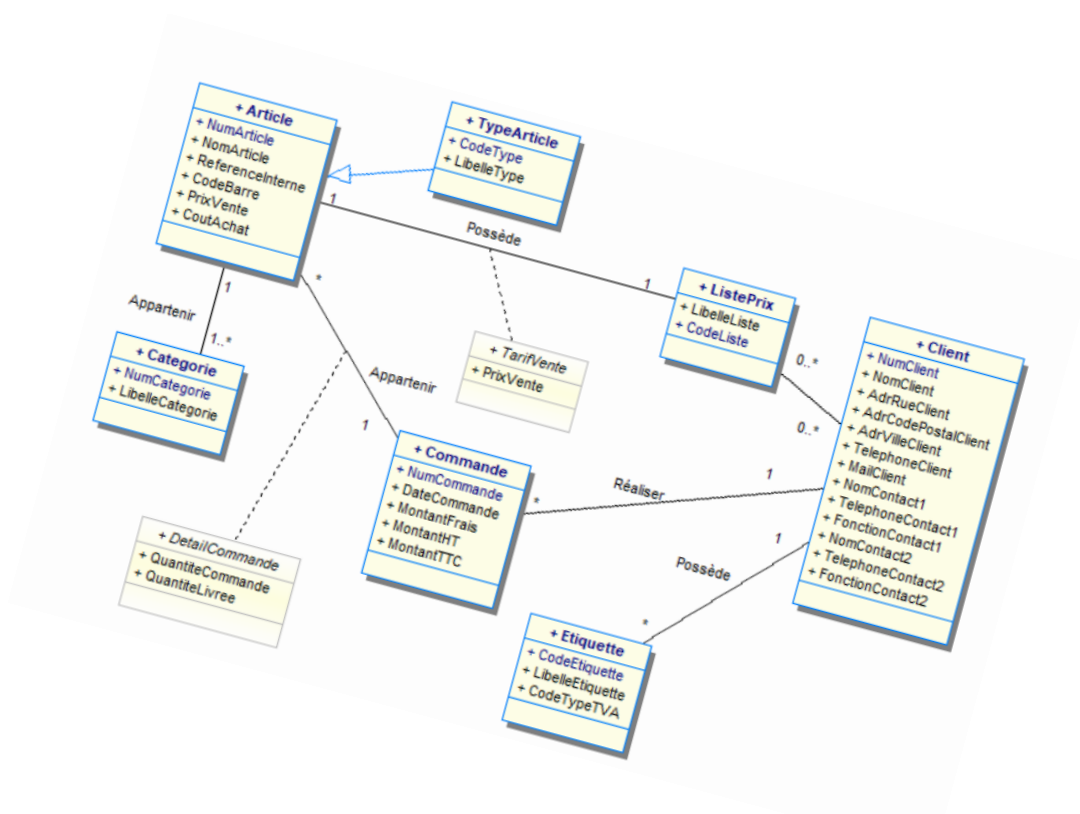 + Article
+ NumArticle
+ NomArticle
+ ReferenceInterne
+ CodeBarre
+ PrixVente
+ CoutAchat
+ TypeArticle
+ CodeType
+ LibelleType
1
Possède
1
+ ListePrix
+ LibelleListe
+ CodeListe
*
1
Appartenir
1..*
+ Categorie
+ NumCategorie
+ LibelleCategorie
+ TarifVente
+ PrixVente
Appartenir
1
0..*
0..*
+ Client
+ NumClient
+ NomClient
+ AdrRueClient
+ AdrCodePostalClient
+ AdrVilleClient
+ TelephoneClient
+ MailClient
+ NomContact1
+ TelephoneContact1
+ FonctionContact1
+ NomContact2
+ TelephoneContact2
+ FonctionContact2
+ Commande
+ NumCommande
+ DateCommande
+ MontantFrais
+ MontantHT
+ MontantTTC
*
Réaliser
1
+ DetailCommande
+ QuantiteCommande
+ QuantiteLivree
1
Possède
*
+ Etiquette
+ CodeEtiquette
+ LibelleEtiquette
+ CodeTypeTVA